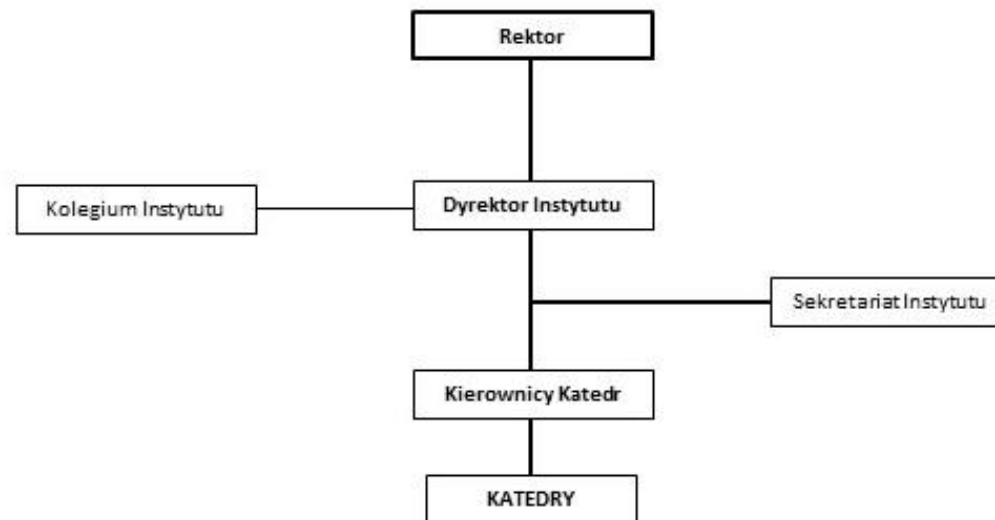 Rektor
Kolegium Instytutu
Dyrektor Instytutu
Sekretariat Instytutu
Kierownicy Katedr
KATEDRY